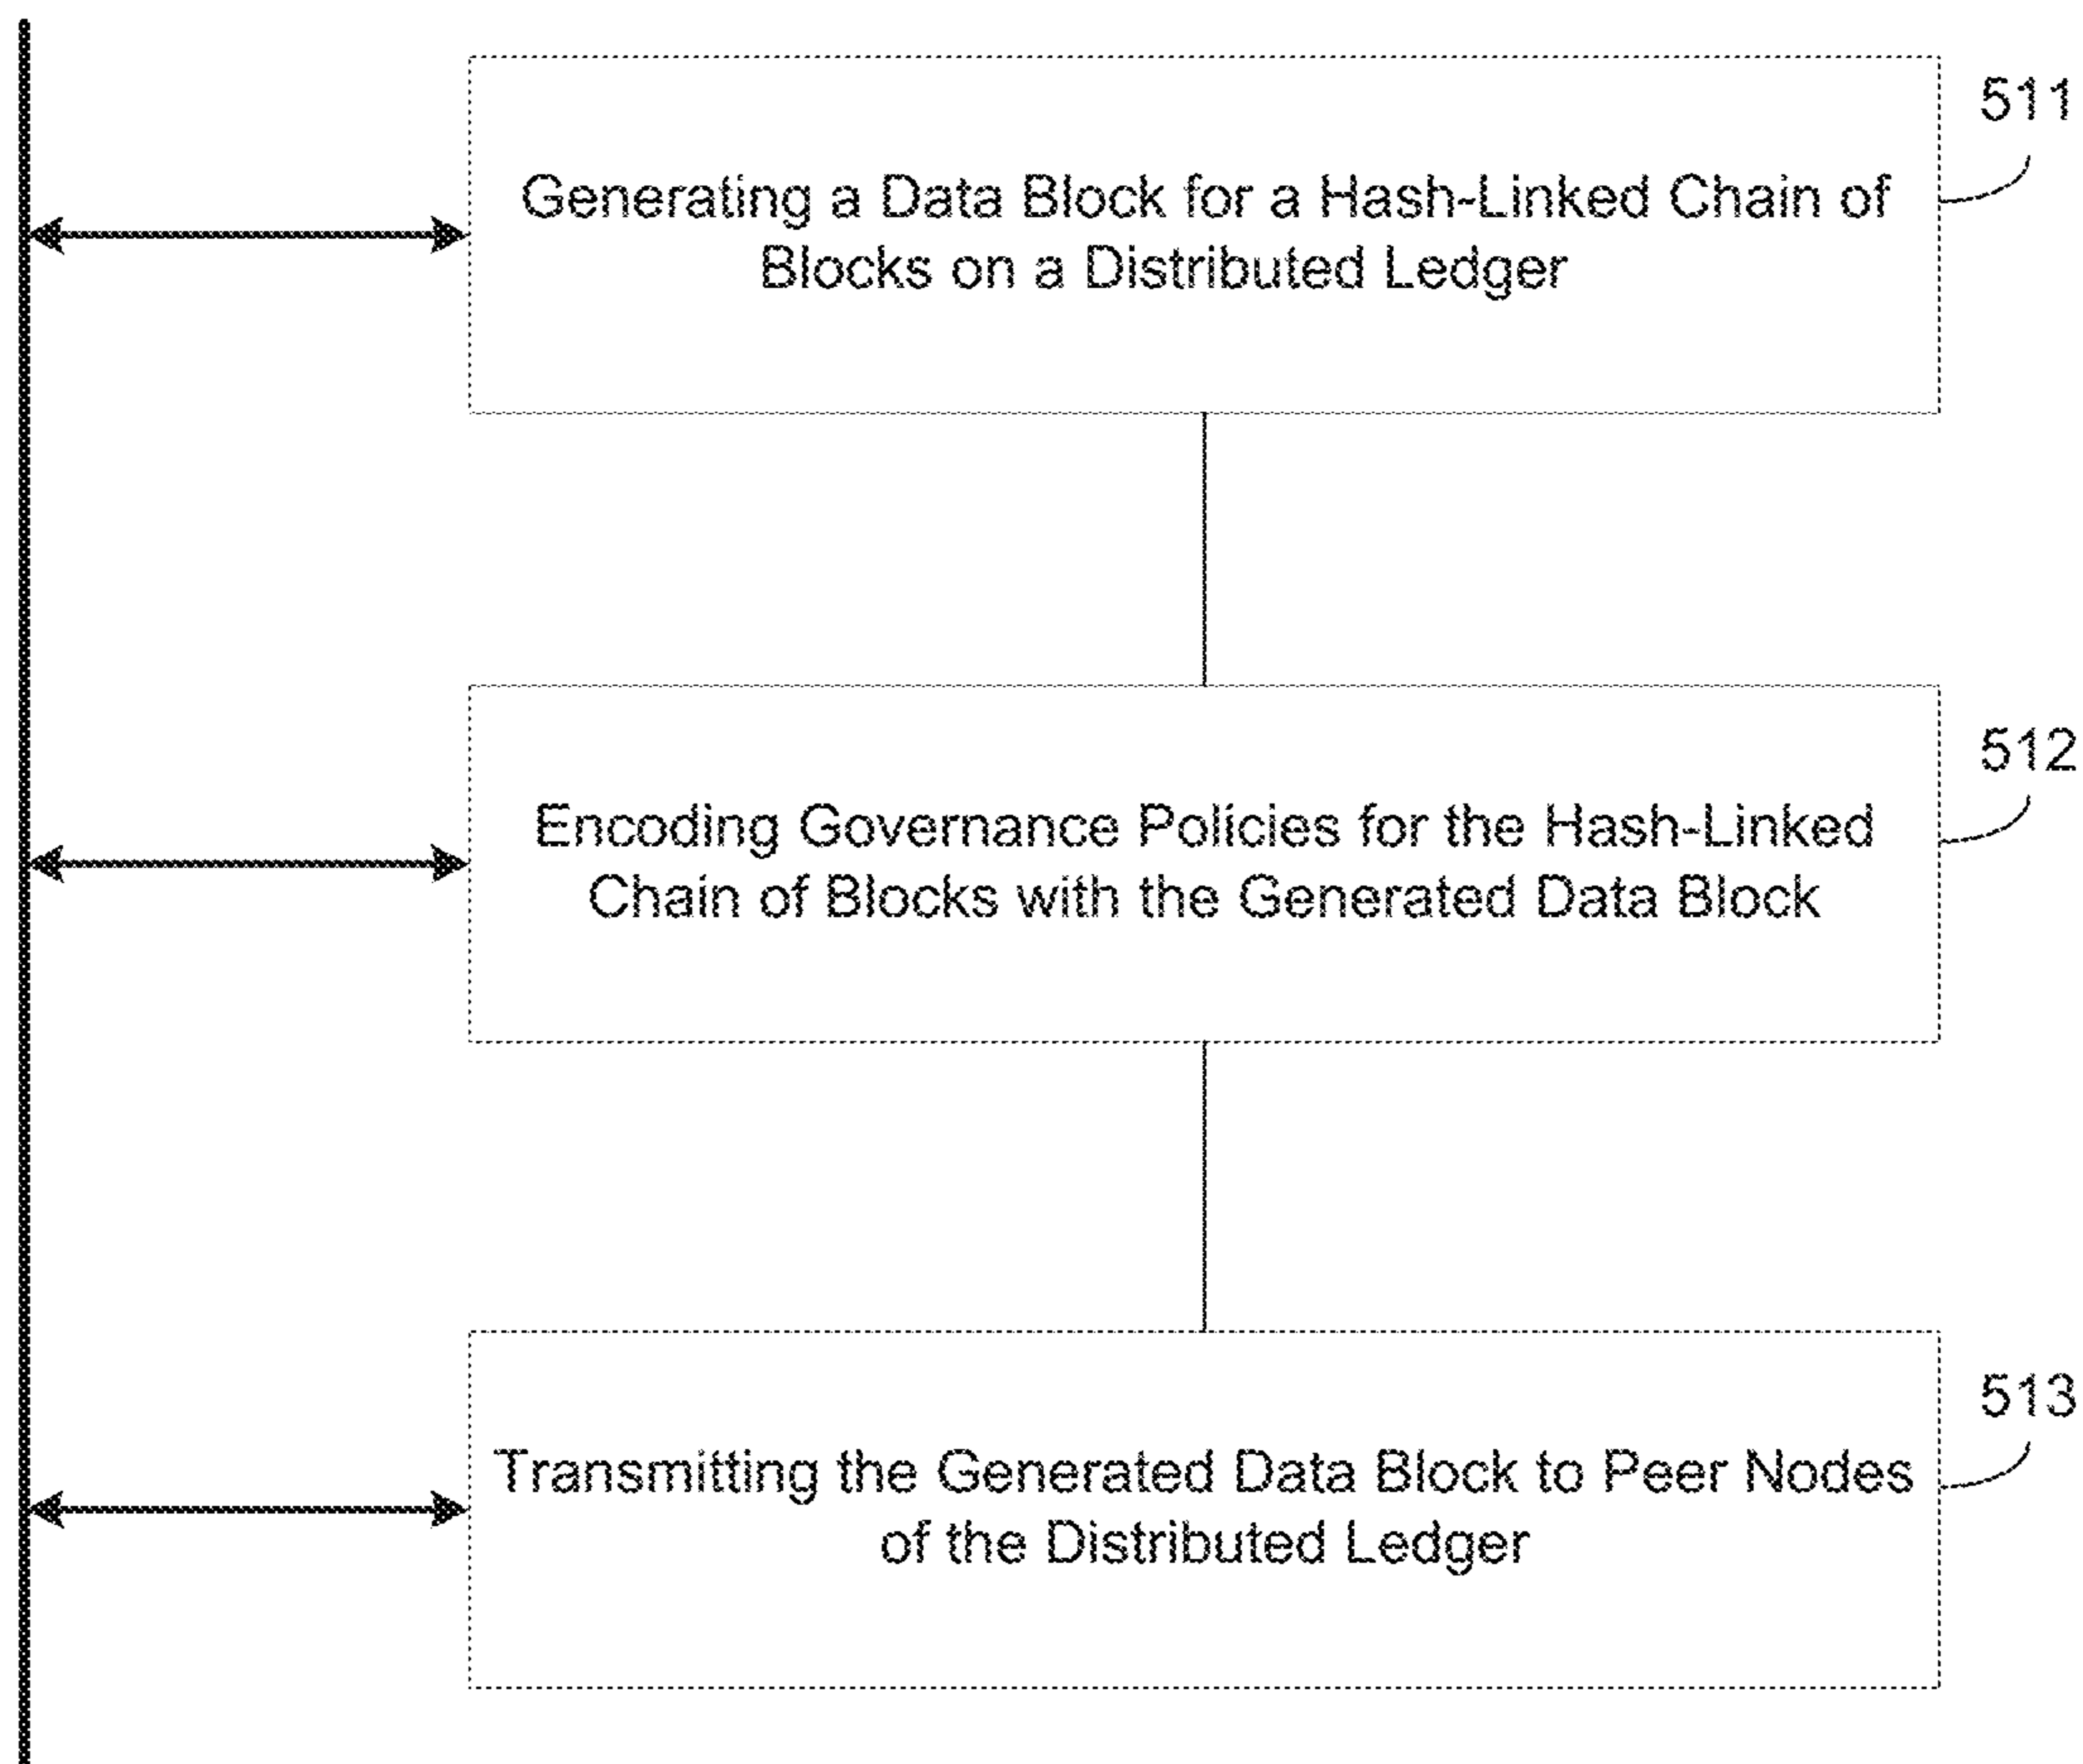 511
Generating a Data Block for a Hash-Linked Chain of
Blocks on a Distributed Ledger
512
Encoding Governance Policies for the Hash-Linked
Chain of Blocks with the Generated Data Block
513
Transmitting the Generated Data Block to Peer Nodes
of the Distributed Ledger